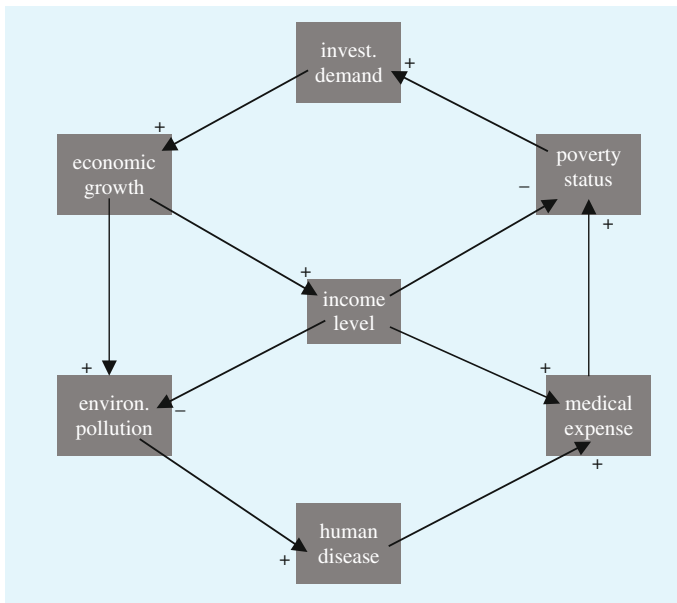 invest.
demand
+
+
economic
growth
poverty
status
–
+
+
income
level
+
+
environ.
pollution
–
medical
expense
+
human
disease
+